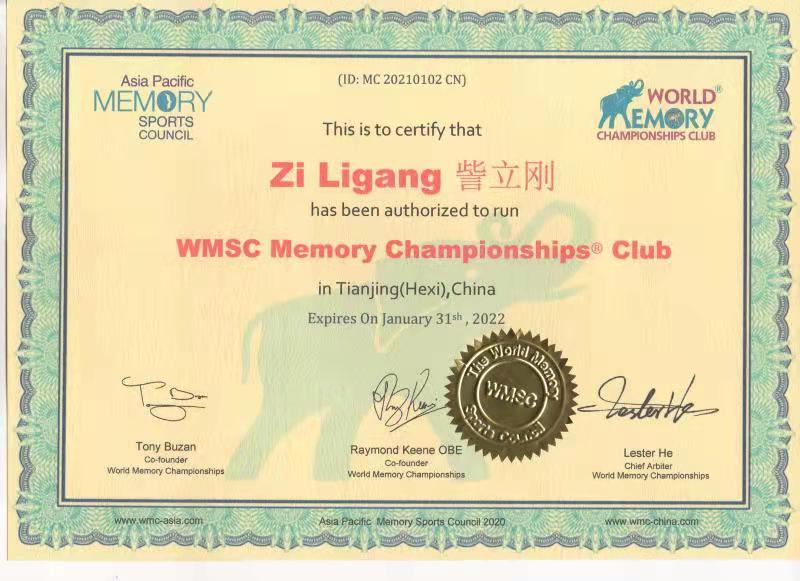 (ID: MC 20210102 CN)
Asia Pacific
MEMORY
SPORTS
COUNCIL
WORLD®
EMORY
CHAMPIONSHIPS CLUB
This is to certify that
Zi Ligang 訾立刚
has been authorized to run
WMSC Memory Championships® Club
in Tianjing(Hexi),China
Expires On January 31sh , 2022
The World Memory
WMSC
Sports Council
Tony Buzan
Co-founder
World Memory Championships
Raymond Keene OBE
Co-founder
World Memory Championships
Lester He
Lester He
Chief Arbiter
World Memory Championships
www.wmc-asia.com
Asia Pacific Memory Sports Council 2020
www.wmc-china.com